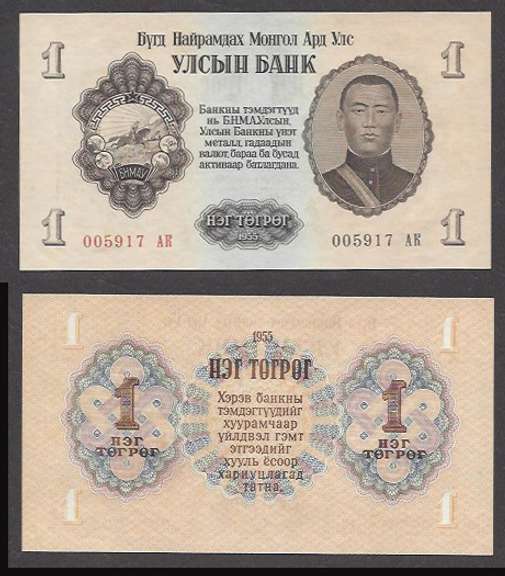 Бүгд Найрамдах Монгол Ард Улс
1 УЛСЫН БАНК 1
Банкны тэмдэгтүүд
нь Б.Н.М.А.Улсын,
Улсын Банкны үнэт
металл, гадаадын
валют, бараа ба бусад
активаар батлагдана.
БНМАУ
НЭГ ТӨГРӨГ
1955
1 005917 АК
005917 АК 1
1 1
1955
НЭГ ТӨГРӨГ
Хэрэв банкны
тэмдэгтүүдийг
хуурамчаар
үйлдвэл гэмт
этгээдийг
хууль ёсоор
хариуцлагад
татна.
1
НЭГ
ТӨГРӨГ
1
НЭГ
ТӨГРӨГ
1 1